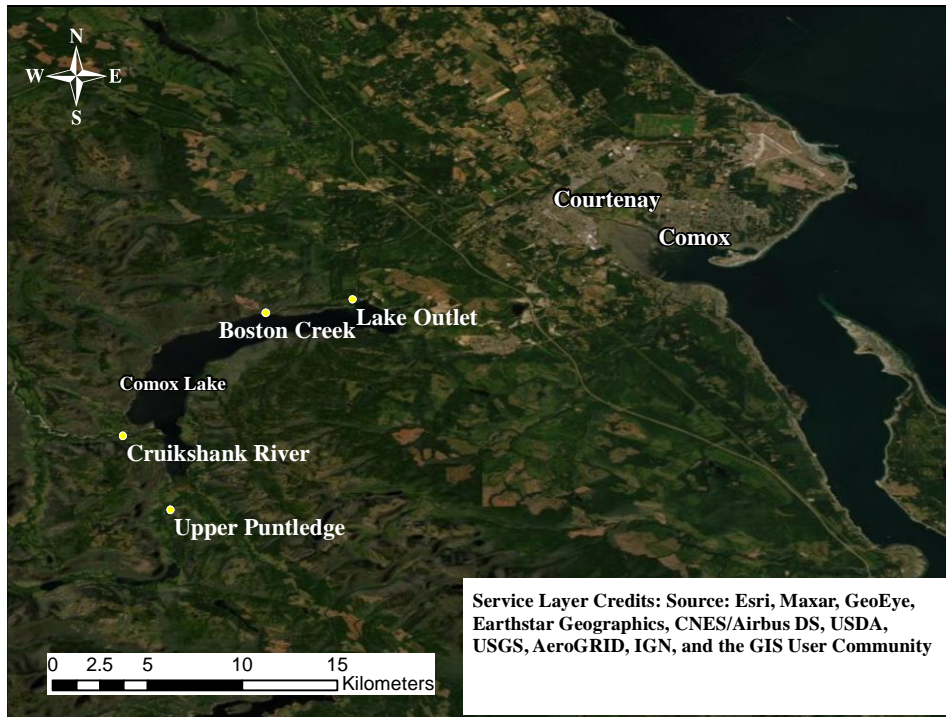 N
W E
S
Courtenay
Comox
Lake Outlet
Boston Creek
Comox Lake
Cruikshank River
Upper Puntledge
Service Layer Credits: Source: Esri, Maxar, GeoEye,
Earthstar Geographics, CNES/Airbus DS, USDA,
USGS, AeroGRID, IGN, and the GIS User Community
0 2.5 5 10 15
Kilometers